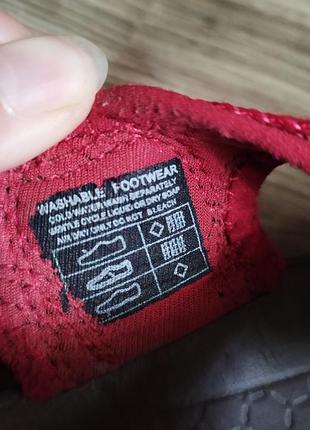 WASHABLE FOOTWEAR
COLD WATER WASH SEPARATELY
GENTLE CYCLE LIQUID OR DRY SOAP
AIR DRY ONLY DO NOT BLEACH